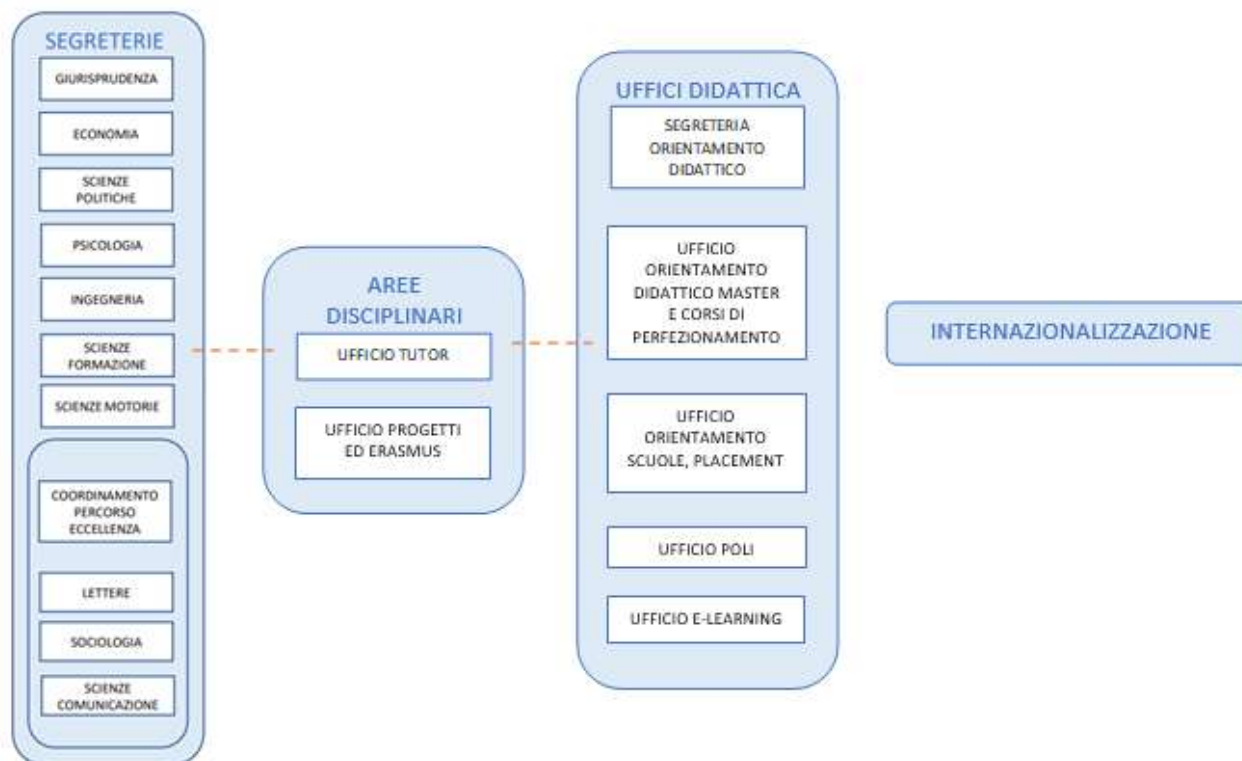 SEGRETERIE
GIURISPRUDENZA
ECONOMIA
SCIENZE
POLITICHE
PSICOLOGIA
INGEGNERIA
SCIENZE
FORMAZIONE
SCIENZE MOTORIE
COORDINAMENTO
PERCORSO
ECCELLENZA
LETTERE
SOCIOLOGIA
SCIENZE
COMUNICAZIONE
AREE
DISCIPLINARI
UFFICIO TUTOR
UFFICIO PROGETTI
ED ERASMUS
UFFICI DIDATTICA
SEGRETERIA
ORIENTAMENTO
DIDATTICO
UFFICIO
ORIENTAMENTO
DIDATTICO MASTER
E CORSI DI
PERFEZIONAMENTO
UFFICIO
ORIENTAMENTO
SCUOLE, PLACEMENT
UFFICIO POLI
UFFICIO E-LEARNING
INTERNAZIONALIZZAZIONE